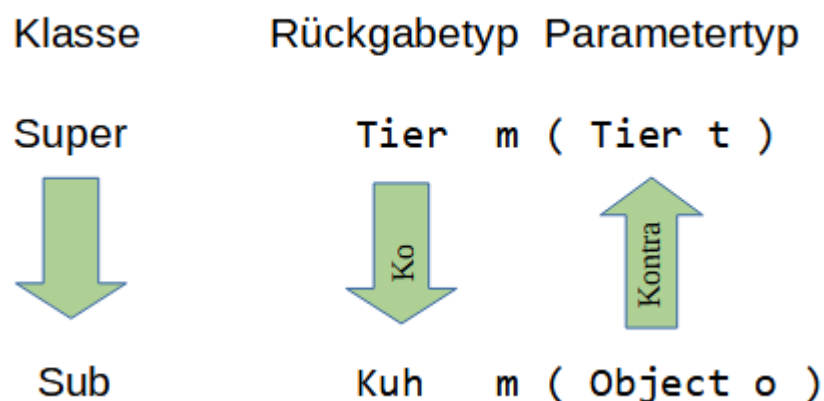 Klasse Rückgabetyp Parametertyp
Super Tier m ( Tier t )
Ko Kontra
Sub Kuh m ( Object o )